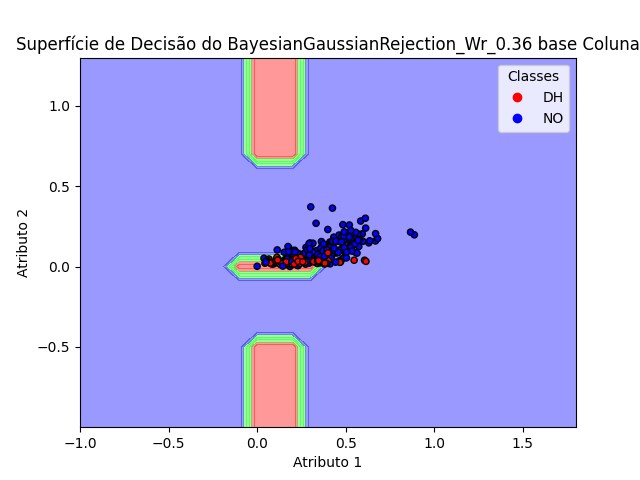 Superfície de Decisão do BayesianGaussianRejection_Wr_0.36 base Coluna
Classes
DH
NO
1.0
0.5
0.0
−0.5
Atributo 2
−1.0
−0.5
0.0
0.5
1.0
1.5
Atributo 1